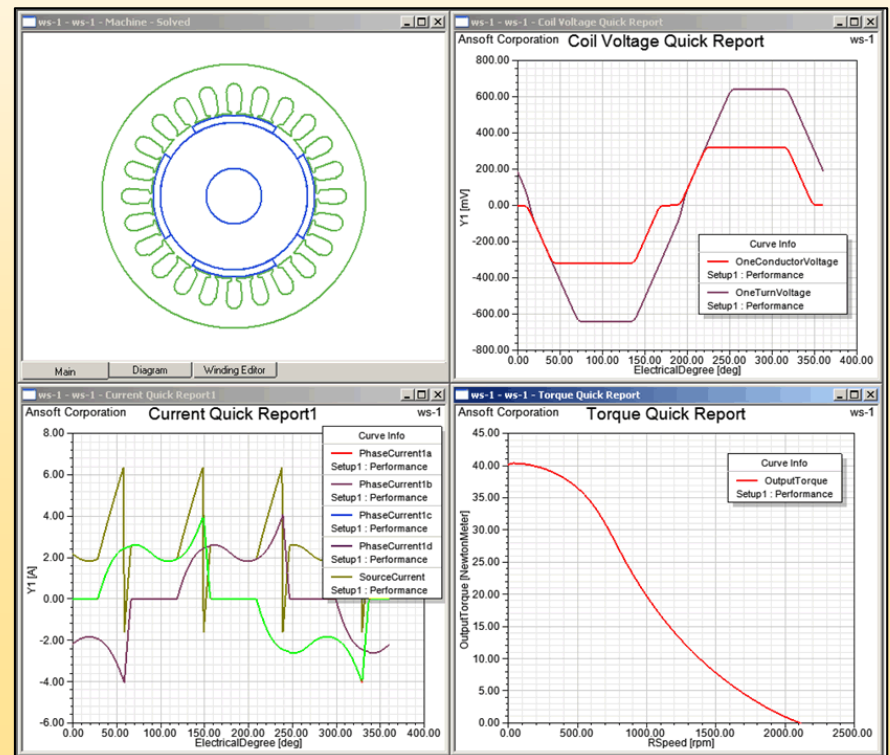 ws-1 - ws-1 - Machine - Solved
Main
Diagram
Winding Editor
ws-1 - ws-1 - Coil Voltage Quick Report
Ansoft Corporation
Coil Voltage Quick Report
ws-1
800.00
600.00
400.00
200.00
0.00
-200.00
-400.00
-600.00
-800.00
Y1 [mV]
Curve Info
OneConductorVoltage
Setup1 : Performance
OneTurnVoltage
Setup1 : Performance
0.00 50.00 100.00 150.00 200.00 250.00 300.00 350.00 400.00
ElectricalDegree [deg]
ws-1 - ws-1 - Current Quick Report1
Ansoft Corporation
Current Quick Report1
ws-1
8.00
6.00
4.00
2.00
0.00
-2.00
-4.00
-6.00
Y1 [A]
Curve Info
PhaseCurrent1a
Setup1 : Performance
PhaseCurrent1b
Setup1 : Performance
PhaseCurrent1c
Setup1 : Performance
PhaseCurrent1d
Setup1 : Performance
SourceCurrent
Setup1 : Performance
0.00 50.00 100.00 150.00 200.00 250.00 300.00 350.00 400.00
ElectricalDegree [deg]
ws-1 - ws-1 - Torque Quick Report
Ansoft Corporation
Torque Quick Report
ws-1
45.00
40.00
35.00
30.00
25.00
20.00
15.00
10.00
5.00
0.00
OutputTorque [NewtonMeter]
Curve Info
OutputTorque
Setup1 : Performance
0.00 500.00 1000.00 1500.00 2000.00 2500.00
RSpeed [rpm]